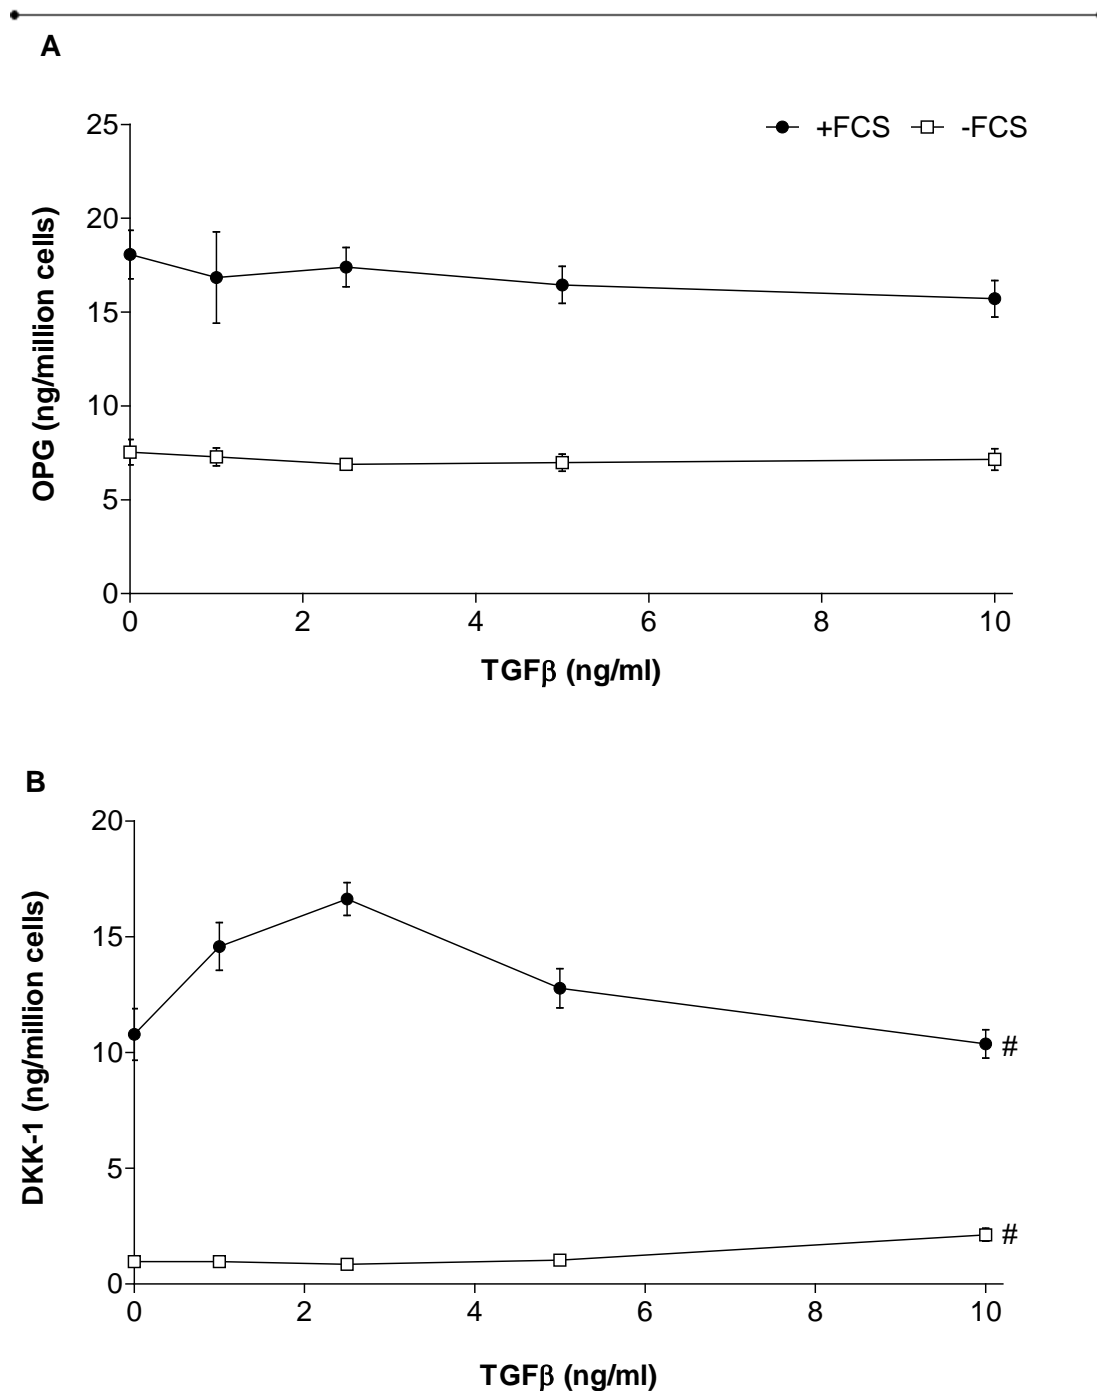 A
+FCS -FCS
25
20
15
10
5
0
OPG (ng/million cells)
0 2 4 6 8 10
TGFβ (ng/ml)
B
20
15
10
5
0
DKK-1 (ng/million cells)
#
#
0 2 4 6 8 10
TGFβ (ng/ml)